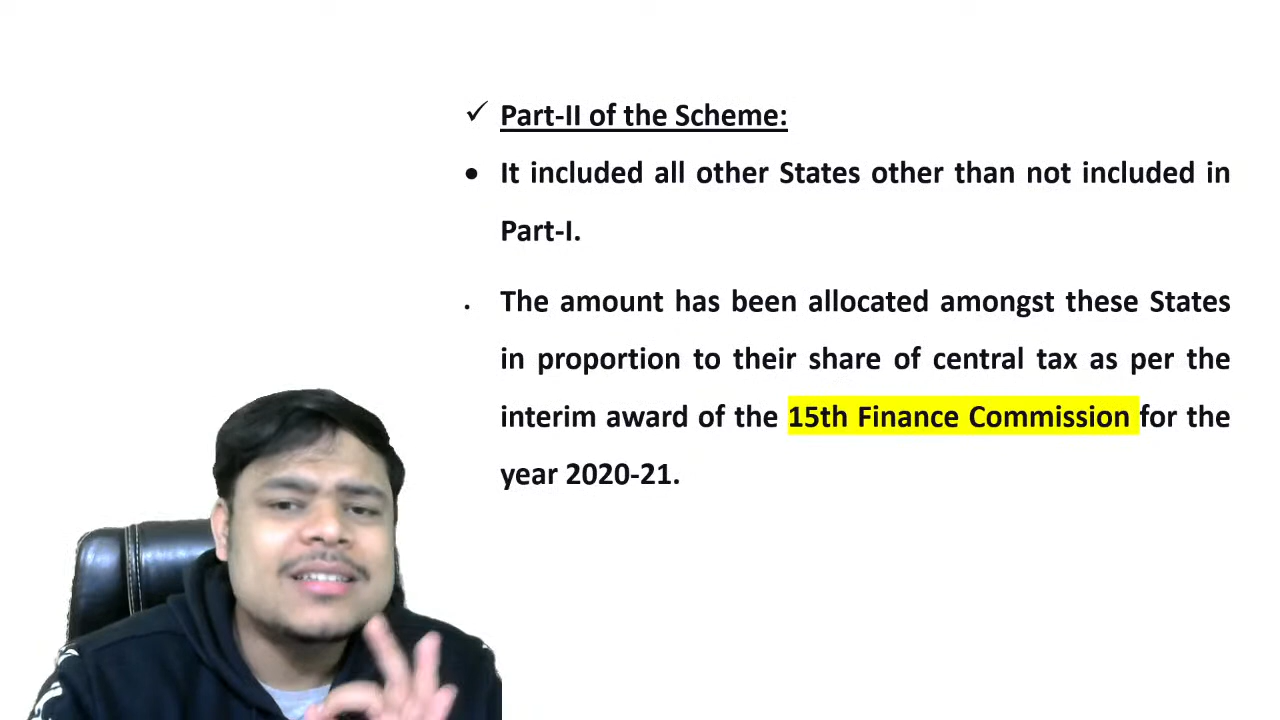 ✓ Part-II of the Scheme:
• It included all other States other than not included in
Part-I.
• The amount has been allocated amongst these States
in proportion to their share of central tax as per the
interim award of the 15th Finance Commission for the
year 2020-21.